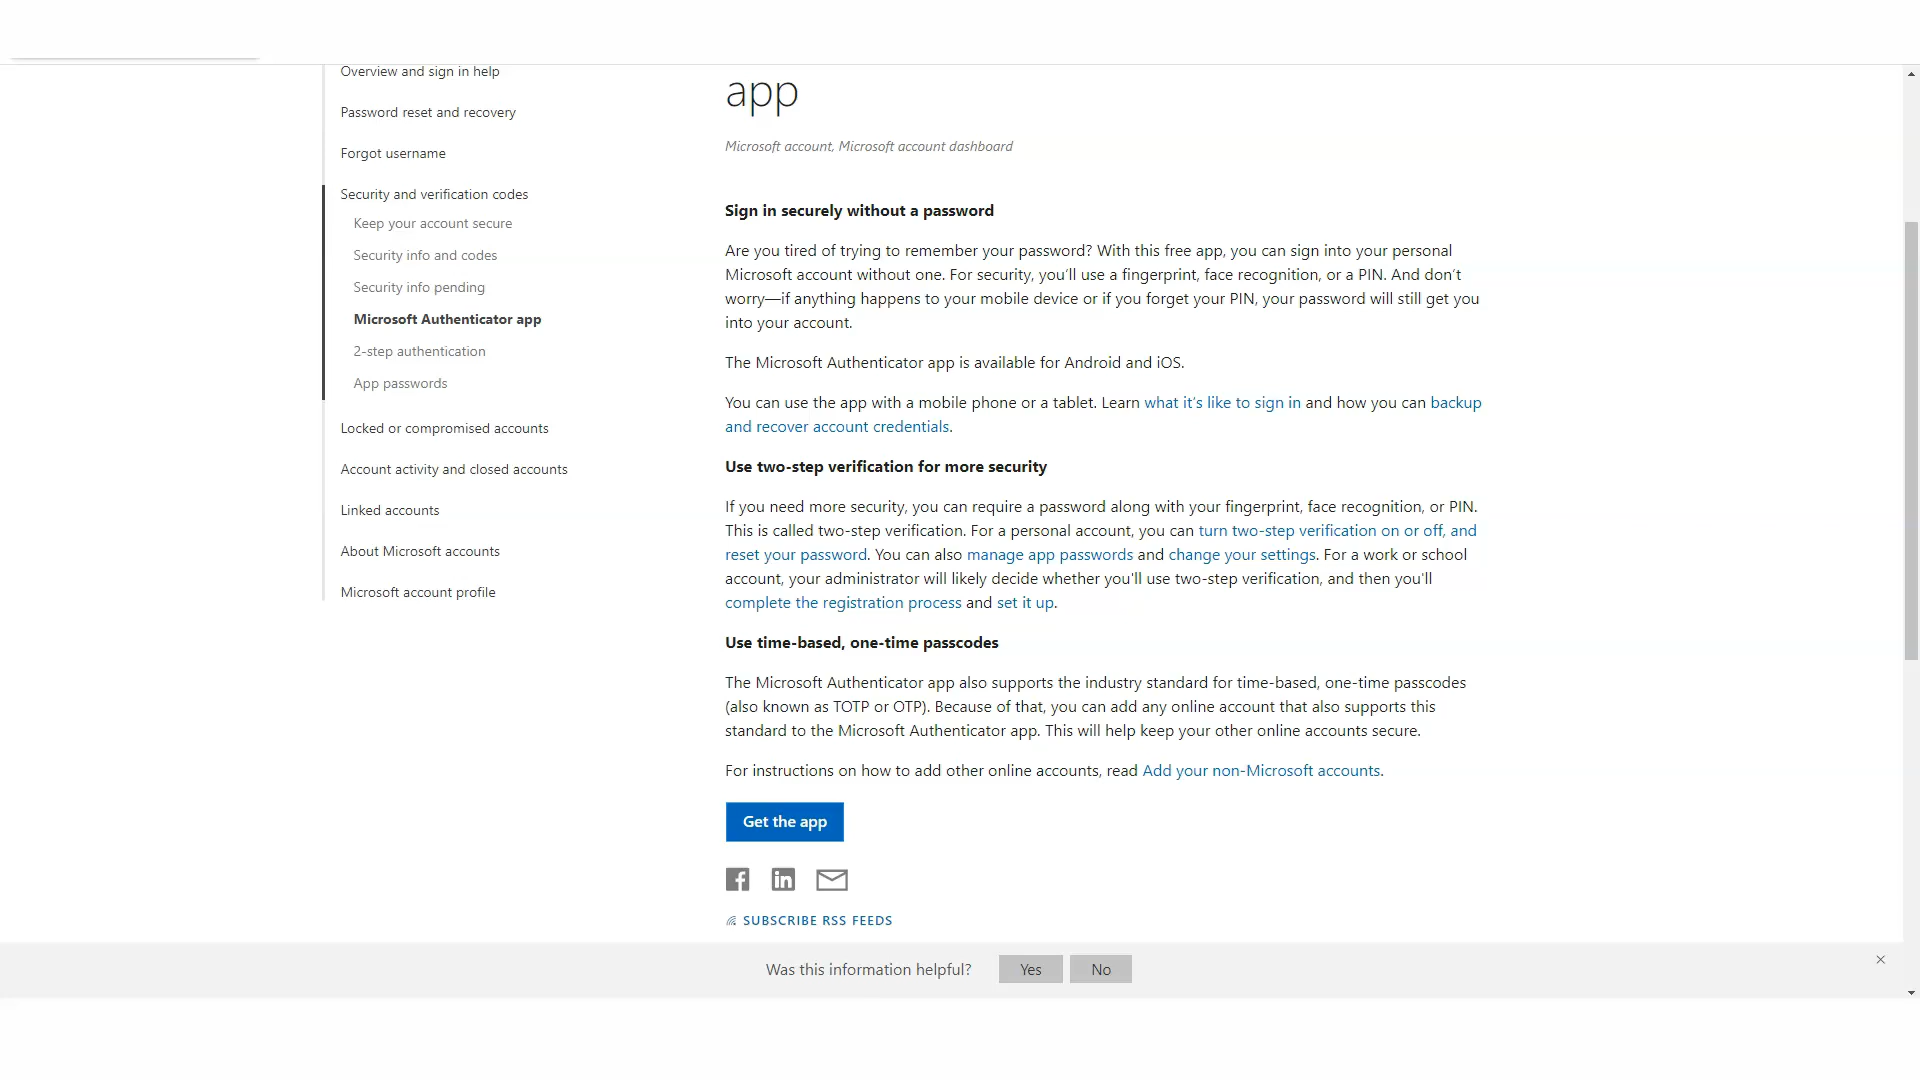 Overview and sign in help
Password reset and recovery
Forgot username
Security and verification codes
Keep your account secure
Security info and codes
Security info pending
Microsoft Authenticator app
2-step authentication
App passwords
Locked or compromised accounts
Account activity and closed accounts
Linked accounts
About Microsoft accounts
Microsoft account profile
app
Microsoft account, Microsoft account dashboard
Sign in securely without a password
Are you tired of trying to remember your password? With this free app, you can sign into your personal
Microsoft account without one. For security, you’ll use a fingerprint, face recognition, or a PIN. And don’t
worry—if anything happens to your mobile device or if you forget your PIN, your password will still get you
into your account.
The Microsoft Authenticator app is available for Android and iOS.
You can use the app with a mobile phone or a tablet. Learn what it’s like to sign in and how you can backup
and recover account credentials.
Use two-step verification for more security
If you need more security, you can require a password along with your fingerprint, face recognition, or PIN.
This is called two-step verification. For a personal account, you can turn two-step verification on or off, and
reset your password. You can also manage app passwords and change your settings. For a work or school
account, your administrator will likely decide whether you'll use two-step verification, and then you'll
complete the registration process and set it up.
Use time-based, one-time passcodes
The Microsoft Authenticator app also supports the industry standard for time-based, one-time passcodes
(also known as TOTP or OTP). Because of that, you can add any online account that also supports this
standard to the Microsoft Authenticator app. This will help keep your other online accounts secure.
For instructions on how to add other online accounts, read Add your non-Microsoft accounts.
Get the app
SUBSCRIBE RSS FEEDS
Was this information helpful? Yes No